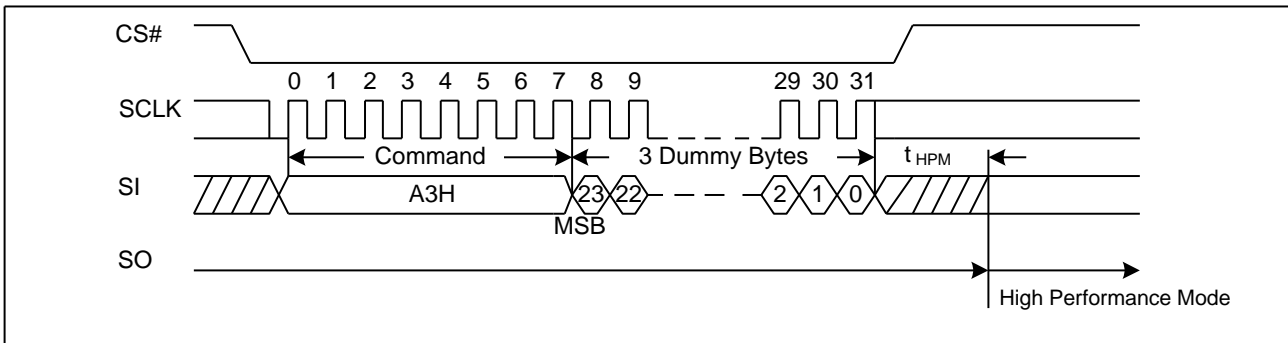 CS#
0 1 2 3 4 5 6 7 8 9 29 30 31
SCLK
Command 3 Dummy Bytes t HPM
SI A3H 23 22 2 1 0
MSB
SO
High Performance Mode